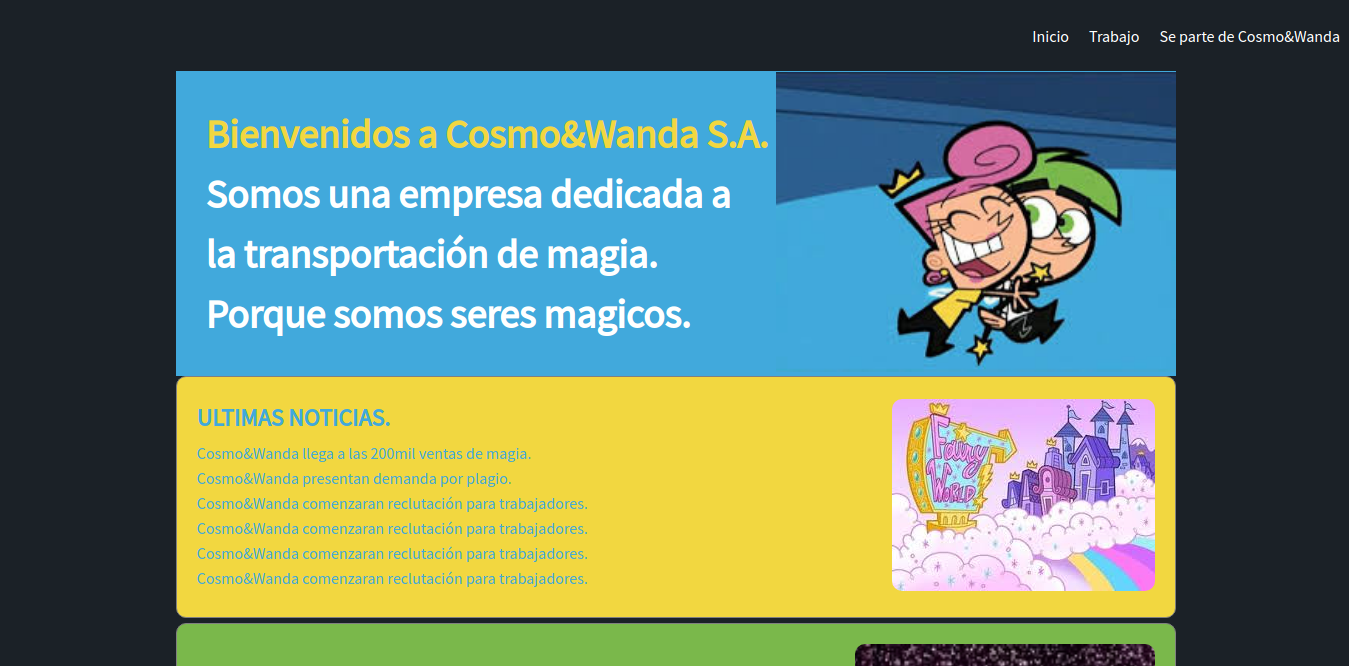 Inicio Trabajo Se parte de Cosmo&Wanda
Bienvenidos a Cosmo&Wanda S.A.
Somos una empresa dedicada a
la transportación de magia.
Porque somos seres magicos.
ULTIMAS NOTICIAS.
Cosmo&Wanda llega a las 200mil ventas de magia.
Cosmo&Wanda presentan demanda por plagio.
Cosmo&Wanda comenzaran reclutación para trabajadores.
Cosmo&Wanda comenzaran reclutación para trabajadores.
Cosmo&Wanda comenzaran reclutación para trabajadores.
Cosmo&Wanda comenzaran reclutación para trabajadores.
Fairy
World